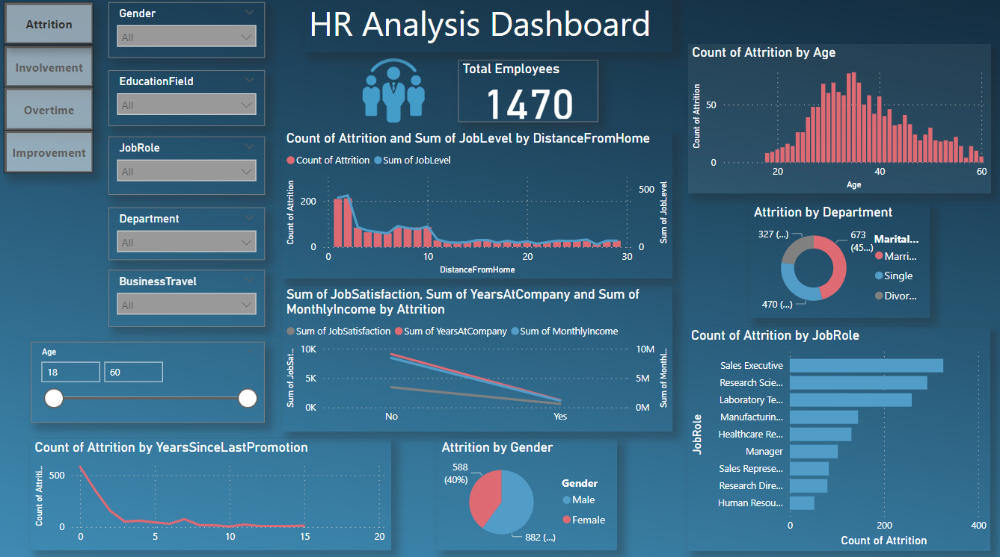 Attrition
Involvement
Overtime
Improvement
Gender
All
EducationField
All
JobRole
All
Department
All
BusinessTravel
All
Age
18
60
HR Analysis Dashboard
Total Employees
1470
Count of Attrition and Sum of JobLevel by DistanceFromHome
Count of Attrition
Sum of JobLevel
Count of Attrition
200
0
500
0
Sum of JobLevel
0
10
20
30
DistanceFromHome
Sum of JobSatisfaction, Sum of YearsAtCompany and Sum of
MonthlyIncome by Attrition
Sum of JobSatisfaction
Sum of YearsAtCompany
Sum of MonthlyIncome
Sum of JobSat...
10K
5K
0K
10M
5M
0M
Sum of Monthl...
No
Yes
Count of Attrition by YearsSinceLastPromotion
Count of Attriti...
500
0
0
5
10
15
20
Attrition by Gender
588
(40%)
882 (...)
Gender
Male
Female
Count of Attrition by Age
Count of Attrition
50
0
20
40
60
Age
Attrition by Department
327 (...)
673
(45...)
470 (...)
Marital...
Marri...
Single
Divor...
Count of Attrition by JobRole
JobRole
Sales Executive
Research Scie...
Laboratory Te...
Manufacturin...
Healthcare Re...
Manager
Sales Represe...
Research Dire...
Human Resou...
0
200
400
Count of Attrition